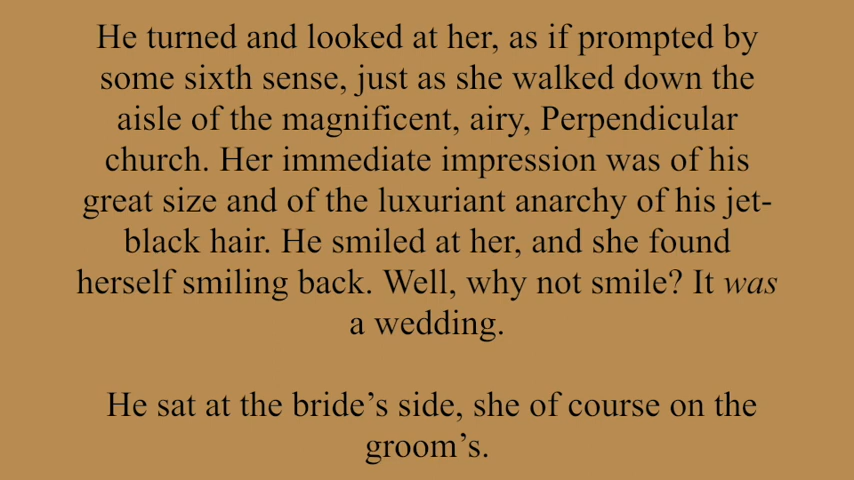 He turned and looked at her, as if prompted by
some sixth sense, just as she walked down the
aisle of the magnificent, airy, Perpendicular
church. Her immediate impression was of his
great size and of the luxuriant anarchy of his jet-
black hair. He smiled at her, and she found
herself smiling back. Well, why not smile? It was
a wedding.
He sat at the bride’s side, she of course on the
groom’s.